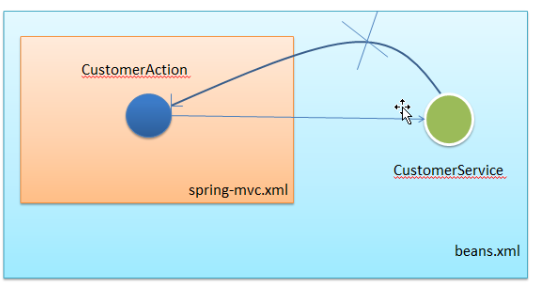 CustomerAction
spring-mvc.xml
CustomerService
beans.xml